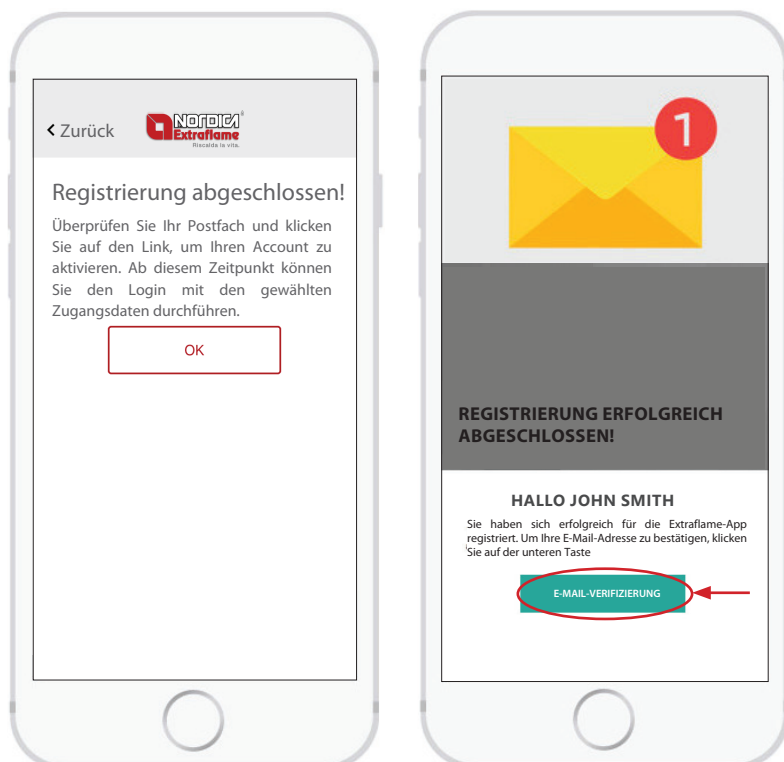 < Zurück
NORDICA
Extraflame
Riscalda la vita.
Registrierung abgeschlossen!
Überprüfen Sie Ihr Postfach und klicken
Sie auf den Link, um Ihren Account zu
aktivieren. Ab diesem Zeitpunkt können
Sie den Login mit den gewählten
Zugangsdaten durchführen.
OK
1
REGISTRIERUNG ERFOLGREICH
ABGESCHLOSSEN!
HALLO JOHN SMITH
Sie haben sich erfolgreich für die Extraflame-App
registriert. Um Ihre E-Mail-Adresse zu bestätigen, klicken
Sie auf der unteren Taste
E-MAIL-VERIFIZIERUNG